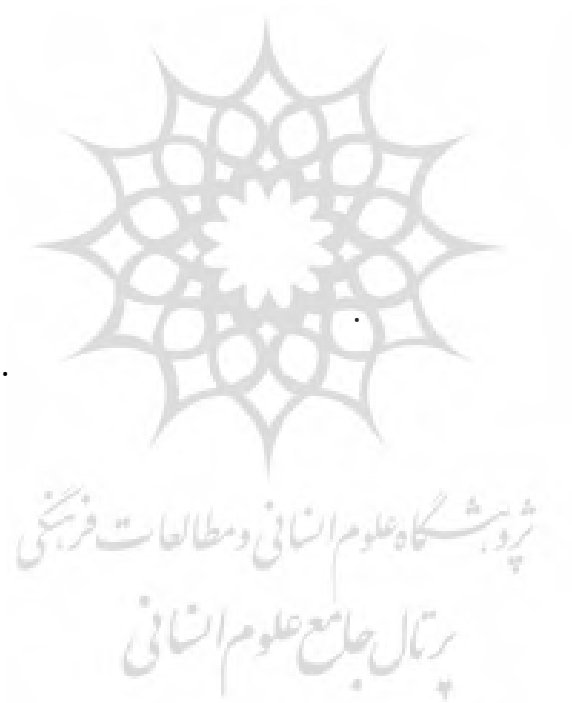 پژوهشگاه علوم انسانی و مطالعات فرهنگی
پرتال جامع علوم انسانی